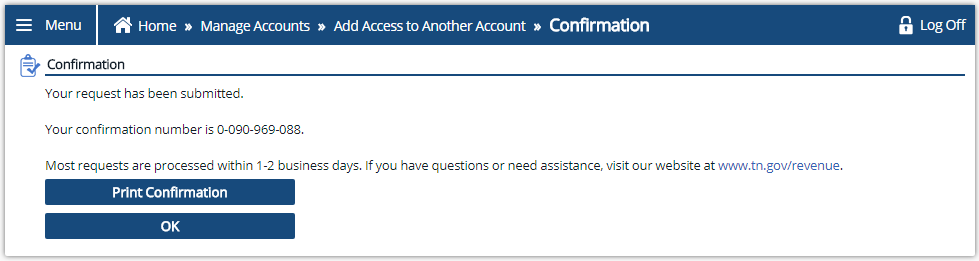 Menu Home » Manage Accounts » Add Access to Another Account » Confirmation Log Off
Confirmation
Your request has been submitted.
Your confirmation number is 0-090-969-088.
Most requests are processed within 1-2 business days. If you have questions or need assistance, visit our website at www.tn.gov/revenue.
Print Confirmation
OK